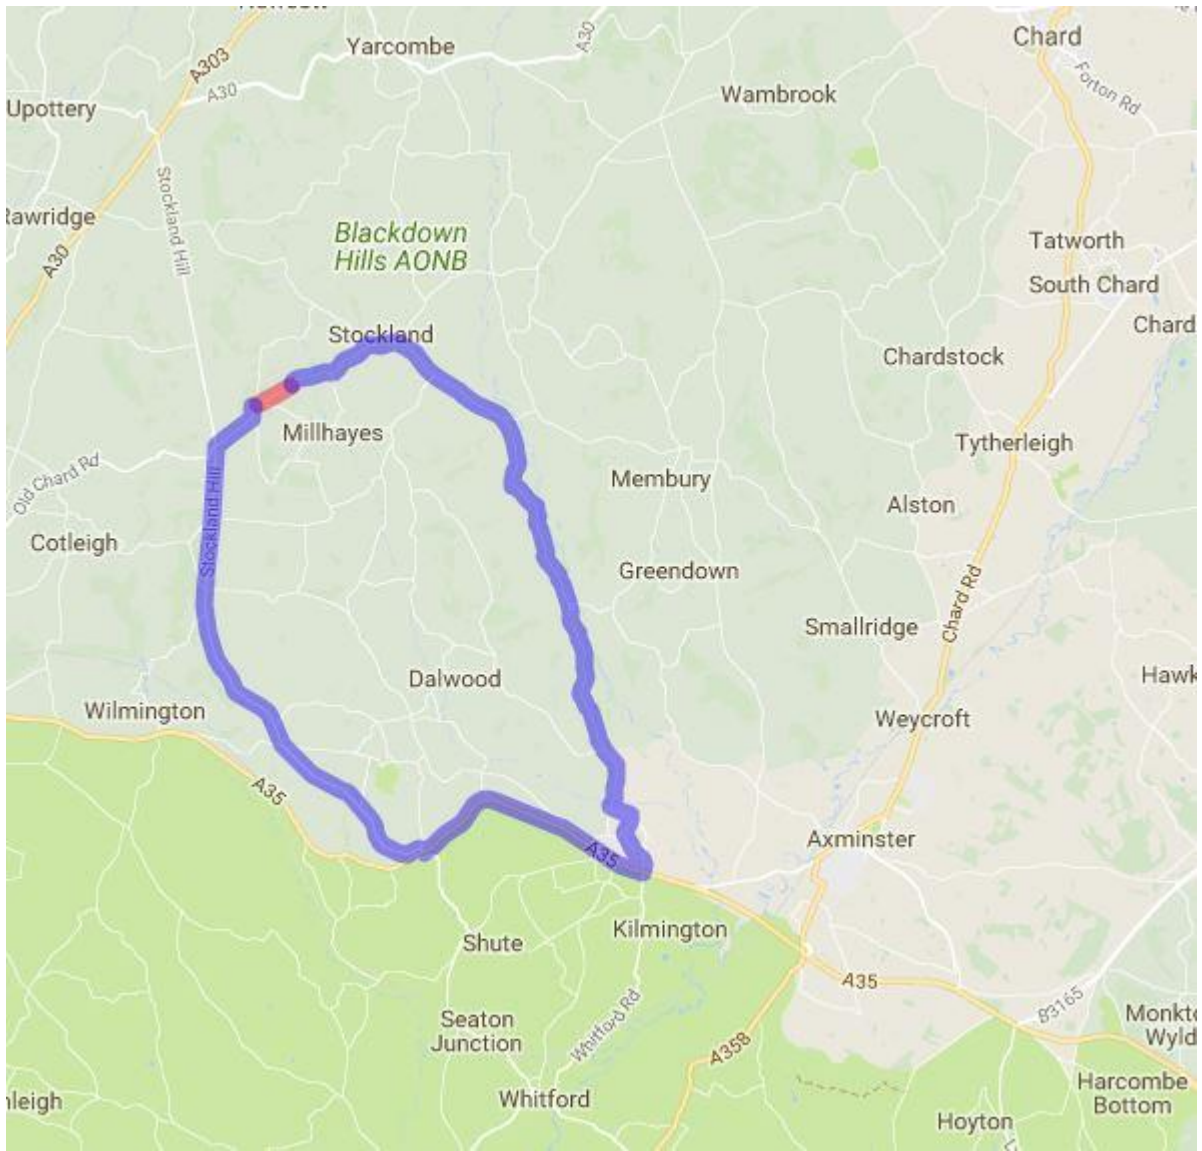 Yarcombe
A30
Chard
A303
A30
Forton Rd
Wambrook
Upottery
Stockland Hill
Rawridge
Blackdown
Hills AONB
A30
Tatworth
South Chard
Chard
Stockland
Chardstock
Millhayes
Tytherleigh
Old Chard Rd
Membury
Alston
Cotleigh
Stockland Hill
Greendown
Chard Rd
Smallridge
Dalwood
Hawk
Wilmington
Weycroft
A35
Axminster
A35
Kilmington
Shute
A35
Seaton
Junction
Whitford Rd
B3165
Monkto
Wyld
A358
Harcombe
Bottom
Whitford
nleigh
Hoyton